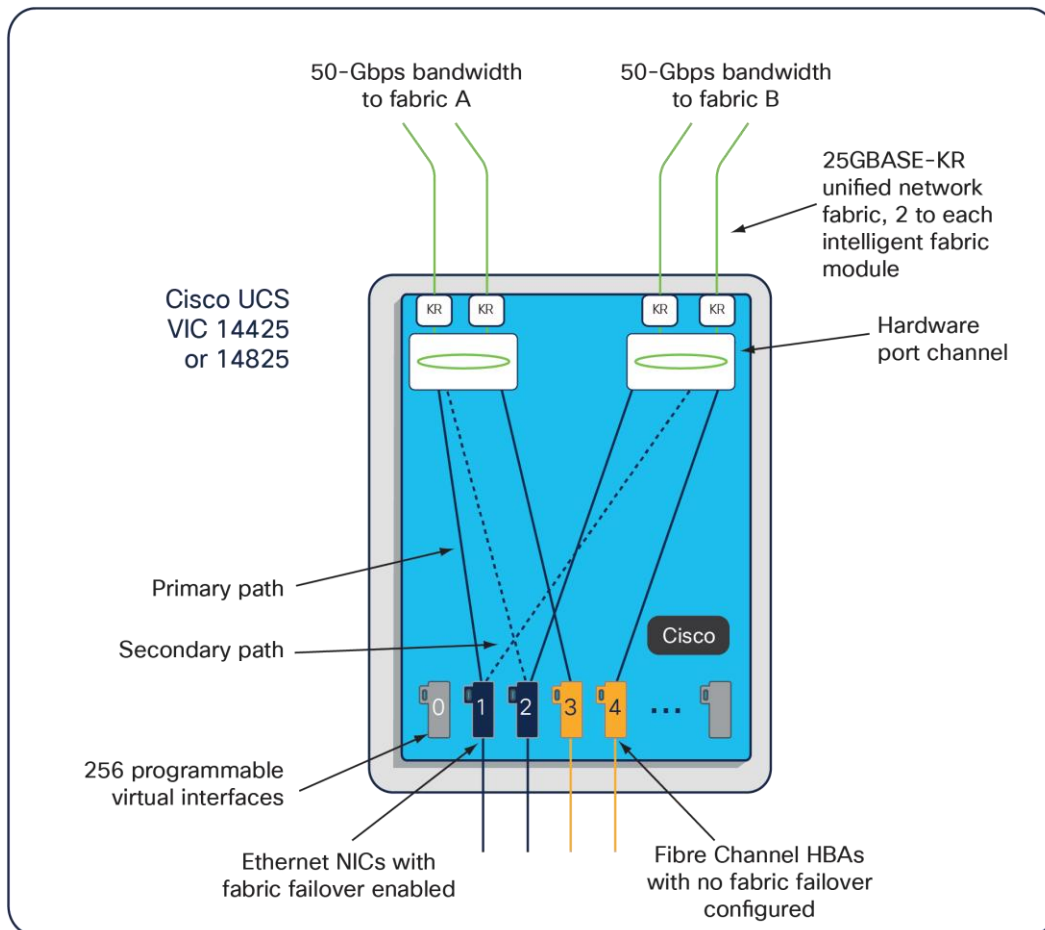 50-Gbps bandwidth
to fabric A
50-Gbps bandwidth
to fabric B
25GBASE-KR
unified network
fabric, 2 to each
intelligent fabric
module
Cisco UCS
VIC 14425
or 14825
KR
KR
KR
KR
Hardware
port channel
Primary path
Secondary path
Cisco
0
1
2
3
4
...
256 programmable
virtual interfaces
Ethernet NICs with
fabric failover enabled
Fibre Channel HBAs
with no fabric failover
configured